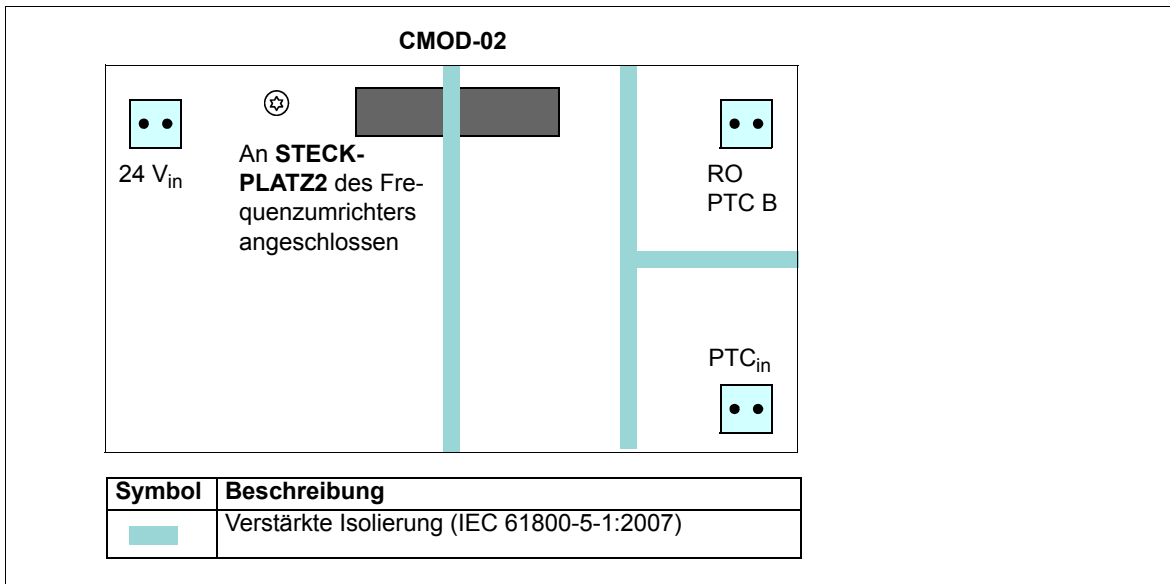 CMOD-02
24 Vin
An STECK-
PLATZ2 des Fre-
quenzumrichters
angeschlossen
RO
PTC B
PTCin
Symbol Beschreibung
Verstärkte Isolierung (IEC 61800-5-1:2007)